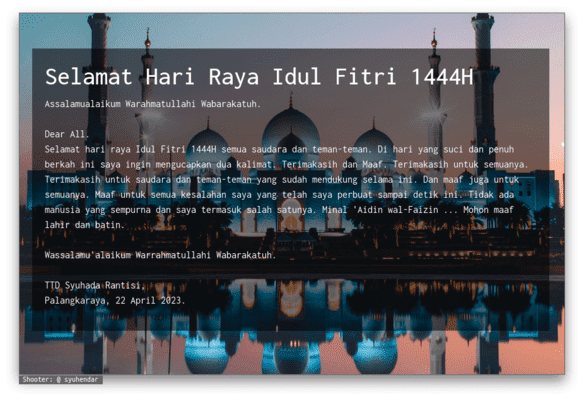 Selamat Hari Raya Idul Fitri 1444H
Assalamualaikum Warahmatullahi Wabarakatuh.
Dear All.
Selamat hari raya Idul Fitri 1444H semua saudara dan teman-teman. Di hari yang suci dan penuh
berkah ini saya ingin mengucapkan dua kalimat. Terimakasih dan Maaf. Terimakasih untuk semuanya.
Terimakasih untuk saudara dan teman-teman yang sudah mendukung selama ini. Dan maaf juga untuk
semuanya. Maaf untuk semua kesalahan saya yang telah saya perbuat sampai detik ini. Tidak ada
manusia yang sempurna dan saya termasuk salah satunya. Minal 'Aidin wal-Faizin ... Mohon maaf
lahir dan batin.
Wassalamu'alaikum Warrahmatullahi Wabarakatuh.
TTD Syuhada Rantisi.
Palangkaraya, 22 April 2023.
Shooter: @ syuhendar